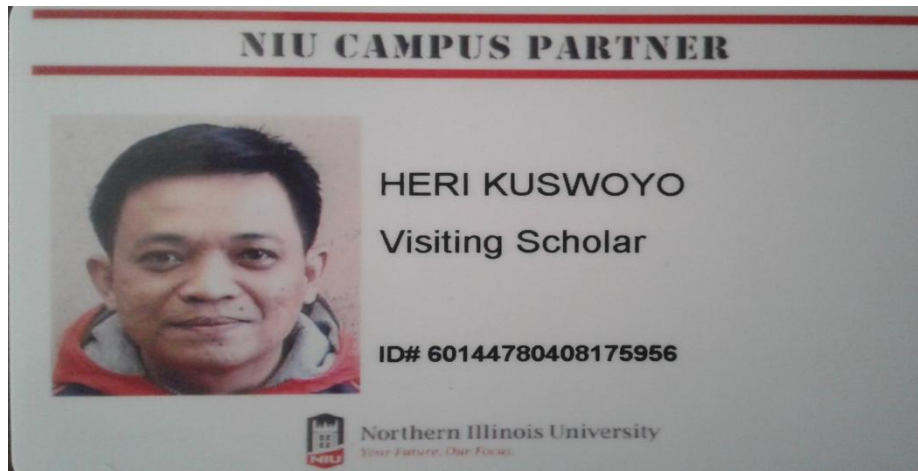 NIU CAMPUS PARTNER
HERI KUSWOYO
Visiting Scholar
ID# 60144780408175956
NIU
Northern Illinois University
Your Future. Our Focus.